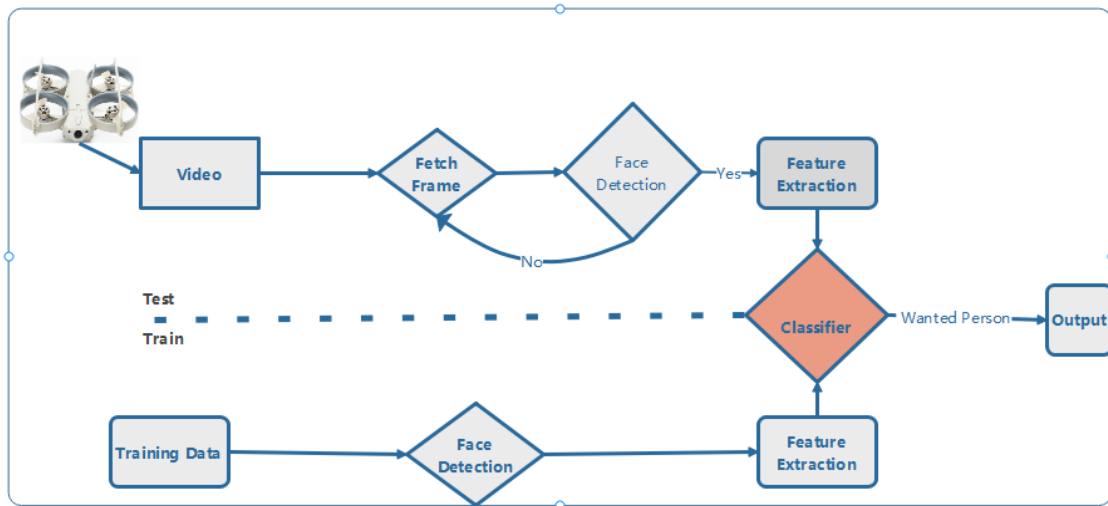 Video
Fetch
Frame
Face
Detection
Yes
Feature
Extraction
No
Test
Train
Classifier
Wanted Person
Output
Training Data
Face
Detection
Feature
Extraction